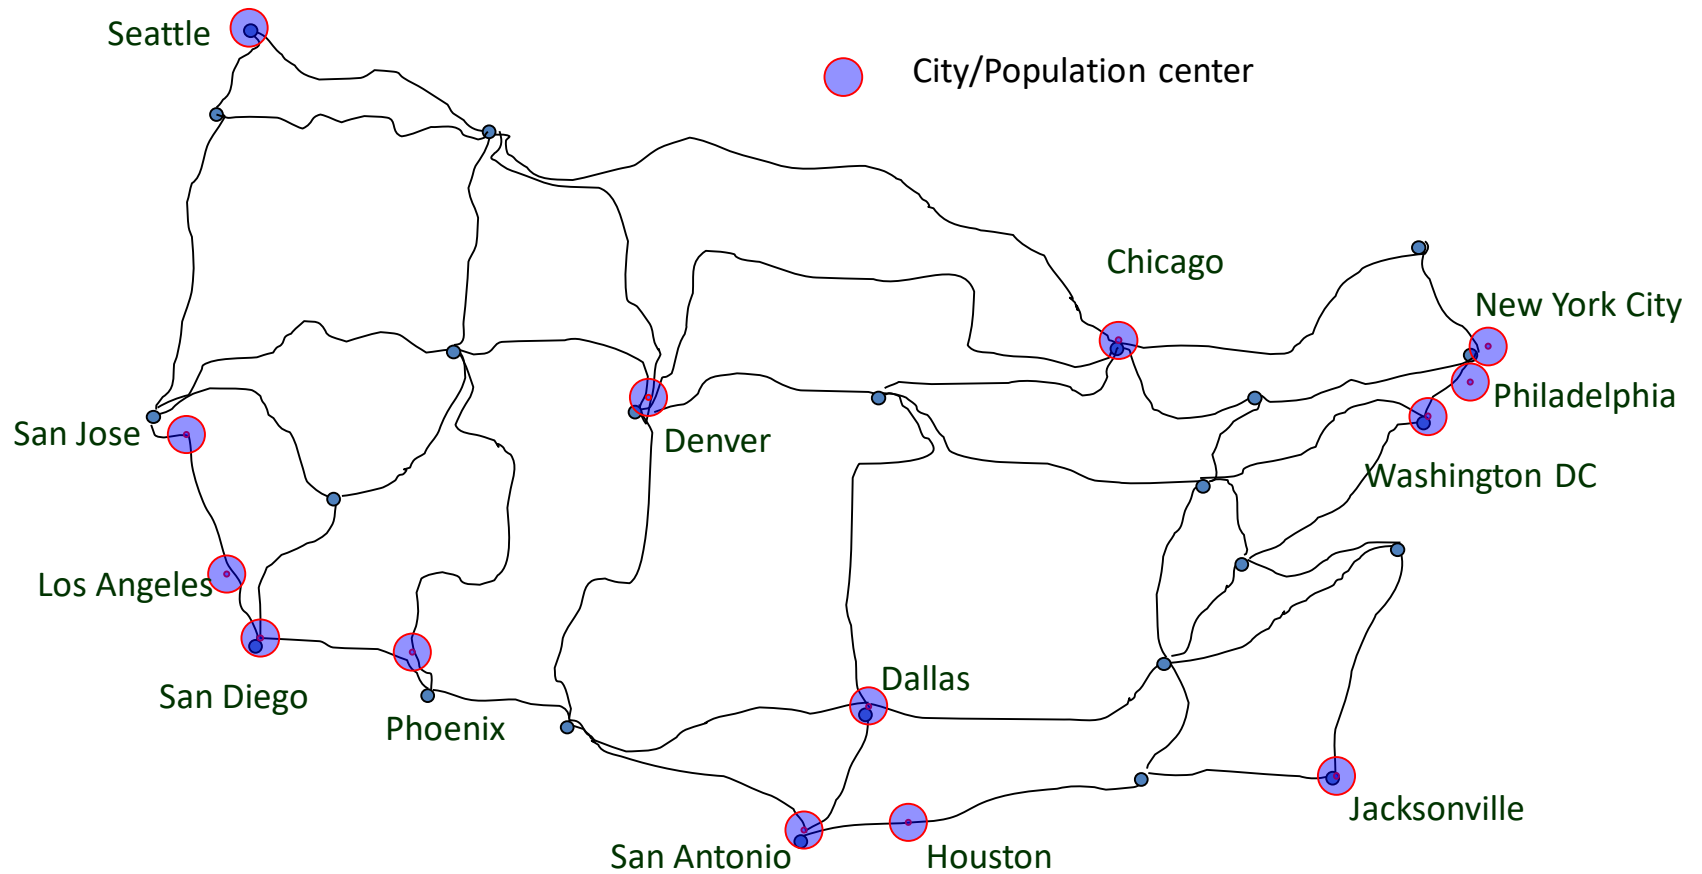 Seattle
City/Population center
Chicago
New York City
Philadelphia
San Jose
Denver
Washington DC
Los Angeles
San Diego
Dallas
Phoenix
Jacksonville
San Antonio
Houston